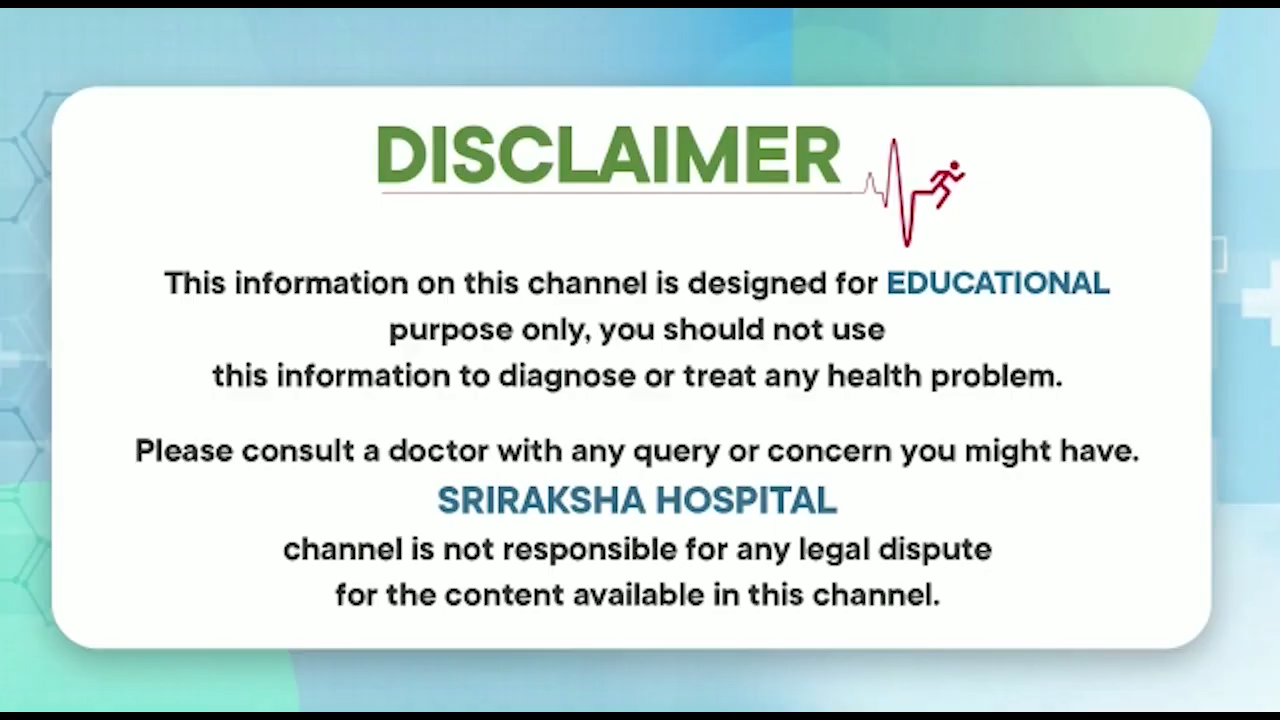 DISCLAIMER
This information on this channel is designed for EDUCATIONAL
purpose only, you should not use
this information to diagnose or treat any health problem.
Please consult a doctor with any query or concern you might have.
SRIRAKSHA HOSPITAL
channel is not responsible for any legal dispute
for the content available in this channel.